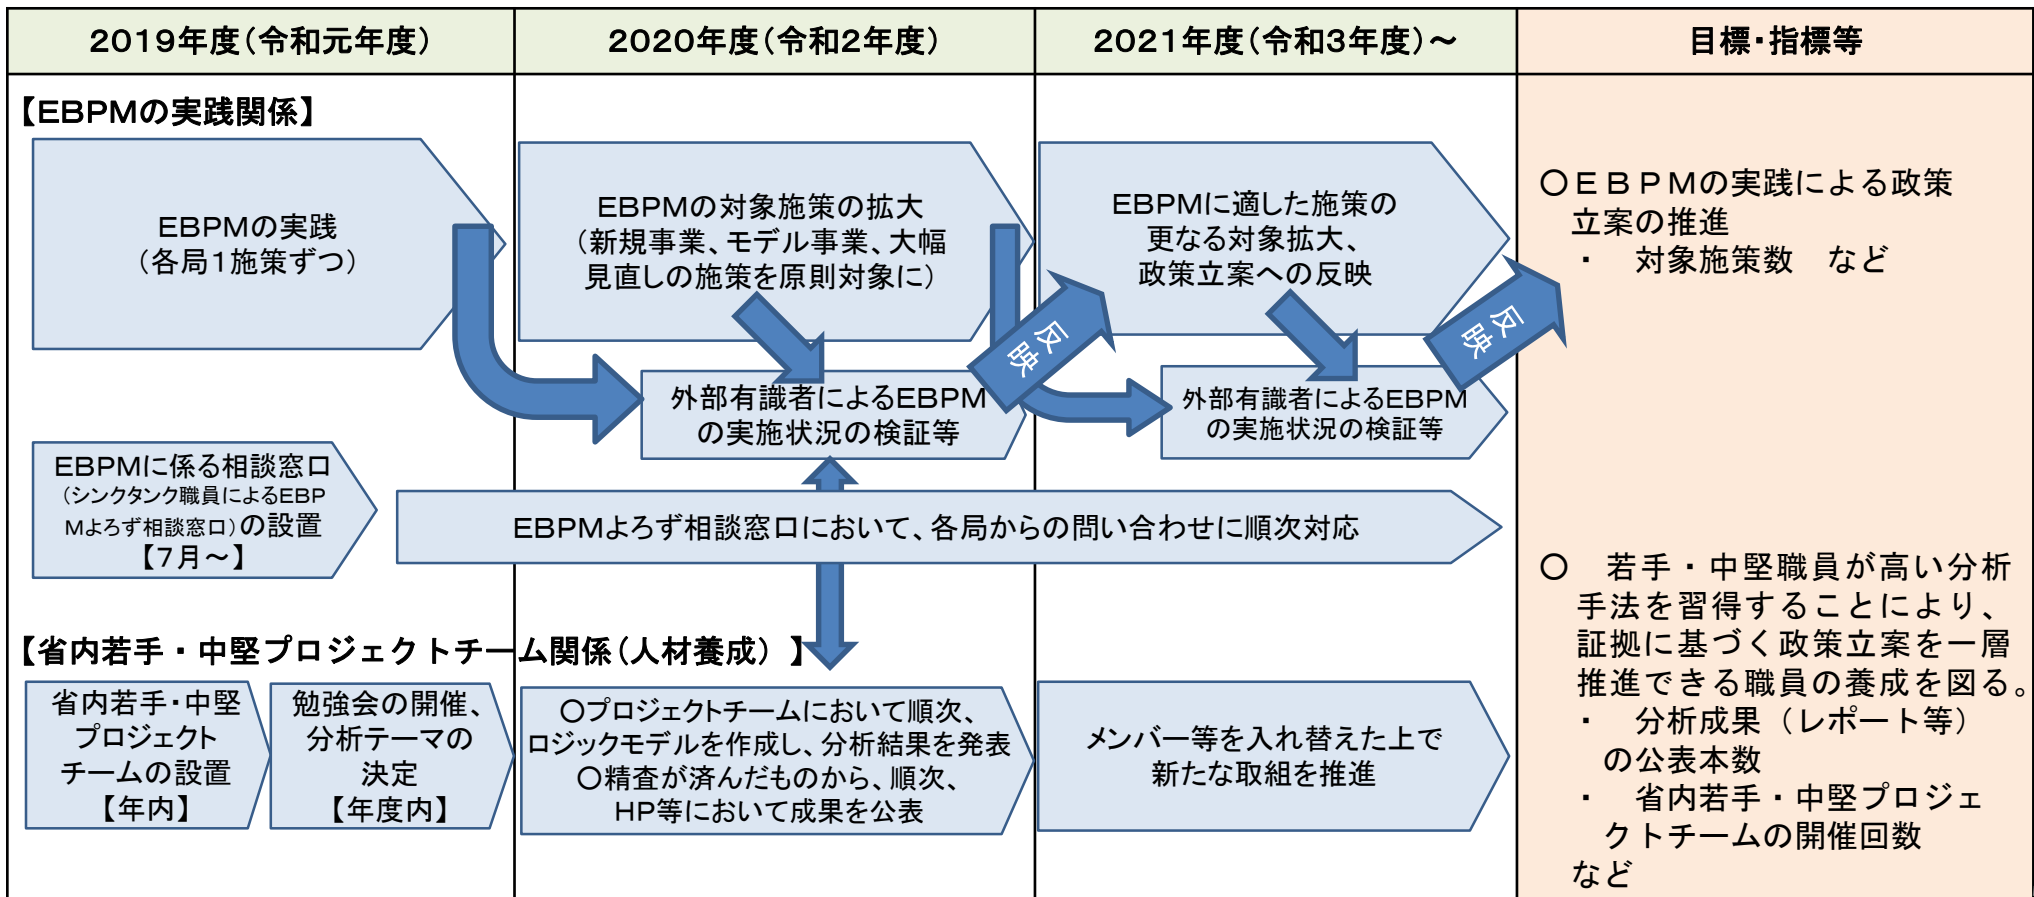 2019年度(令和元年度)
2020年度(令和2年度)
2021年度(令和3年度)～
目標・指標等
【EBPMの実践関係】
EBPMの実践
(各局1施策ずつ)
EBPMの対象施策の拡大
(新規事業、モデル事業、大幅
見直しの施策を原則対象に)
EBPMに適した施策の
更なる対象拡大、
政策立案への反映
反映
反映
外部有識者によるEBPM
の実施状況の検証等
外部有識者によるEBPM
の実施状況の検証等
EBPMに係る相談窓口
(シンクタンク職員によるEBP
Mよろず相談窓口)の設置
【7月～】
EBPMよろず相談窓口において、各局からの問い合わせに順次対応
【省内若手・中堅プロジェクトチーム関係(人材養成)】
省内若手・中堅
プロジェクト
チームの設置
【年内】
勉強会の開催、
分析テーマの
決定
【年度内】
〇プロジェクトチームにおいて順次、
ロジックモデルを作成し、分析結果を発表
〇精査が済んだものから、順次、
HP等において成果を公表
メンバー等を入れ替えた上で
新たな取組を推進
〇EBPMの実践による政策
立案の推進
・　対象施策数　など
〇　若手・中堅職員が高い分析
手法を習得することにより、
証拠に基づく政策立案を一層
推進できる職員の養成を図る。
・　分析成果（レポート等）
の公表本数
・　省内若手・中堅プロジェ
クトチームの開催回数
など